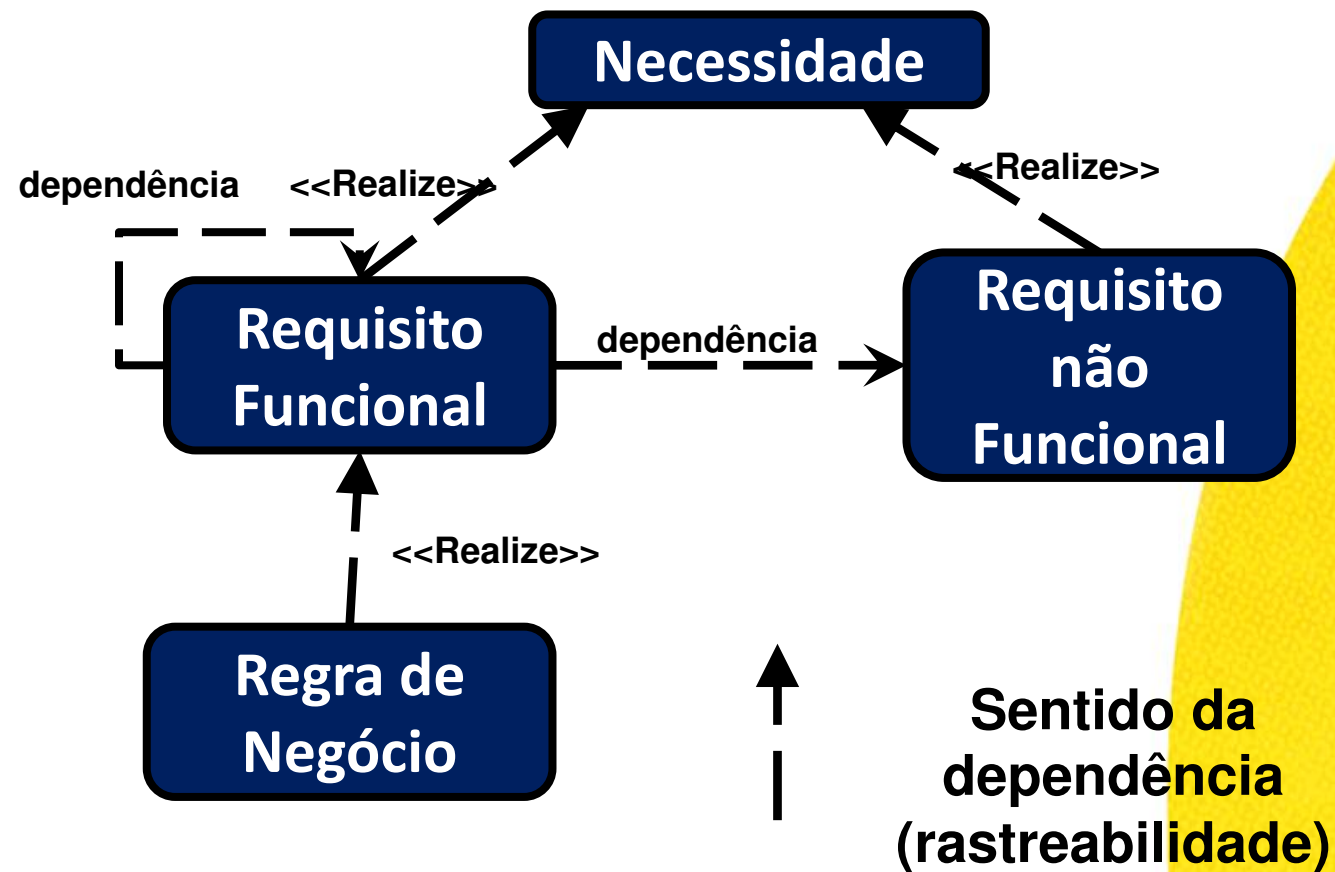 Necessidade
dependência
<<Realize>>
<<Realize>>
Requisito
Funcional
dependência
Requisito
não
Funcional
<<Realize>>
Regra de
Negócio
Sentido da
dependência
(rastreabilidade)